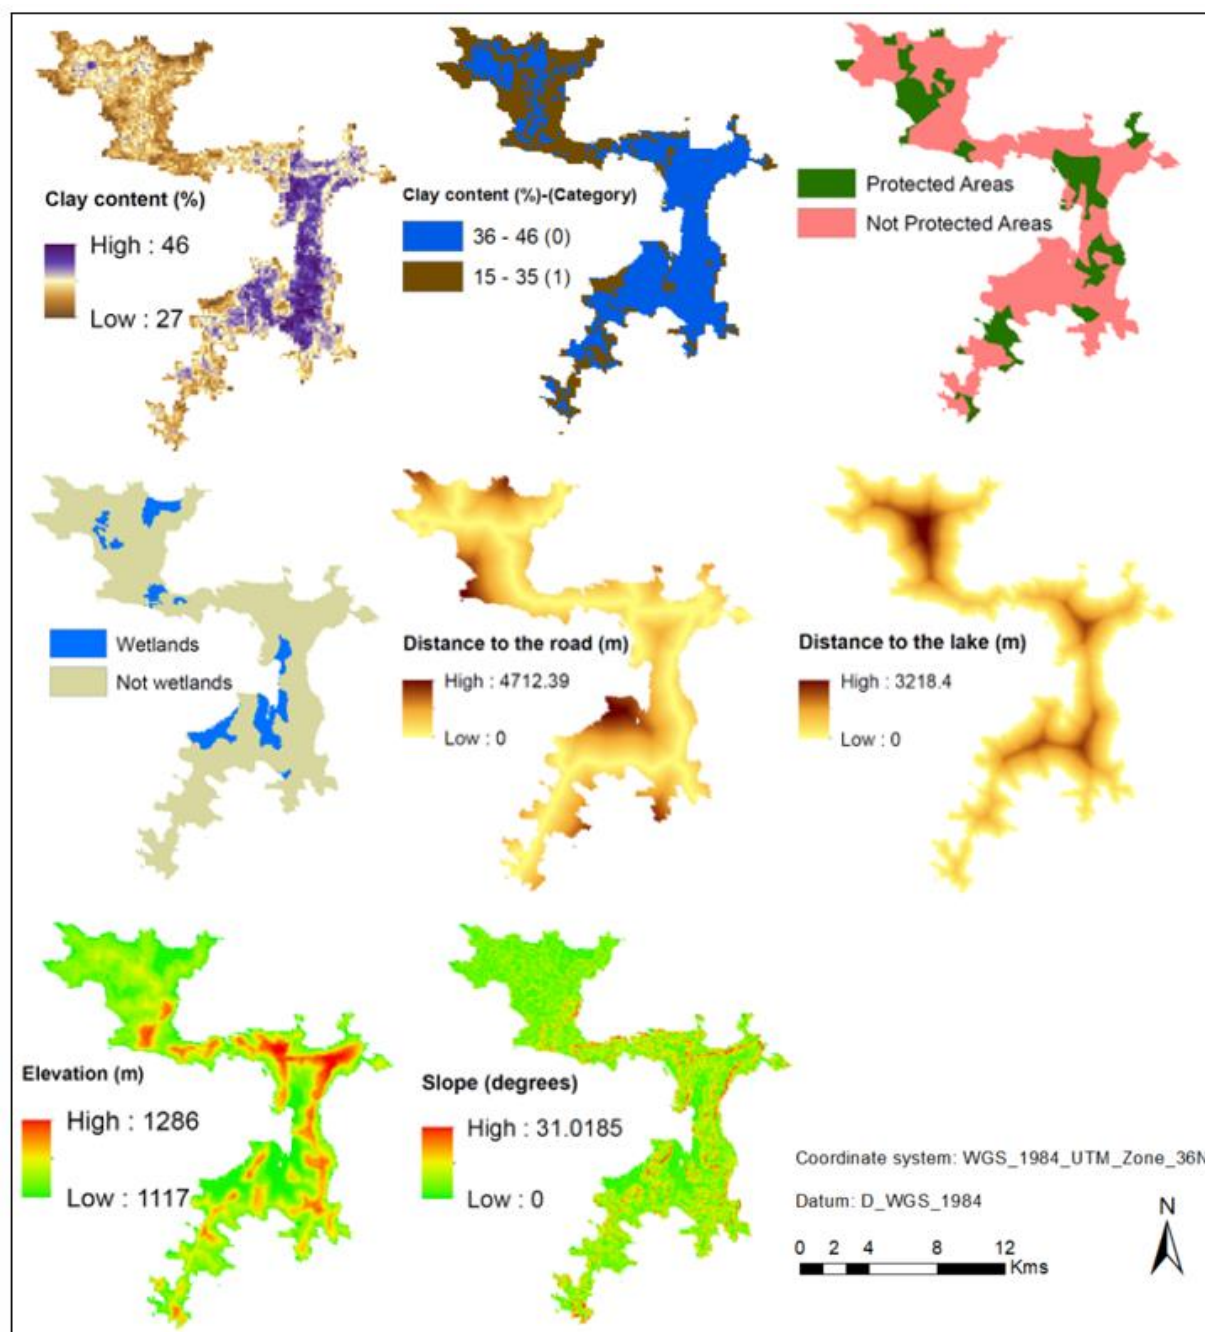 Clay content (%)
High : 46
Low : 27
Clay content (%)-(Category)
36 - 46 (0)
15 - 35 (1)
Protected Areas
Not Protected Areas
Wetlands
Not wetlands
Distance to the road (m)
High : 4712.39
Low : 0
Distance to the lake (m)
High : 3218.4
Low : 0
Elevation (m)
High : 1286
Low : 1117
Slope (degrees)
High : 31.0185
Low : 0
Coordinate system: WGS_1984_UTM_Zone_36N
Datum: D_WGS_1984
N
0 2 4 8 12
Kms